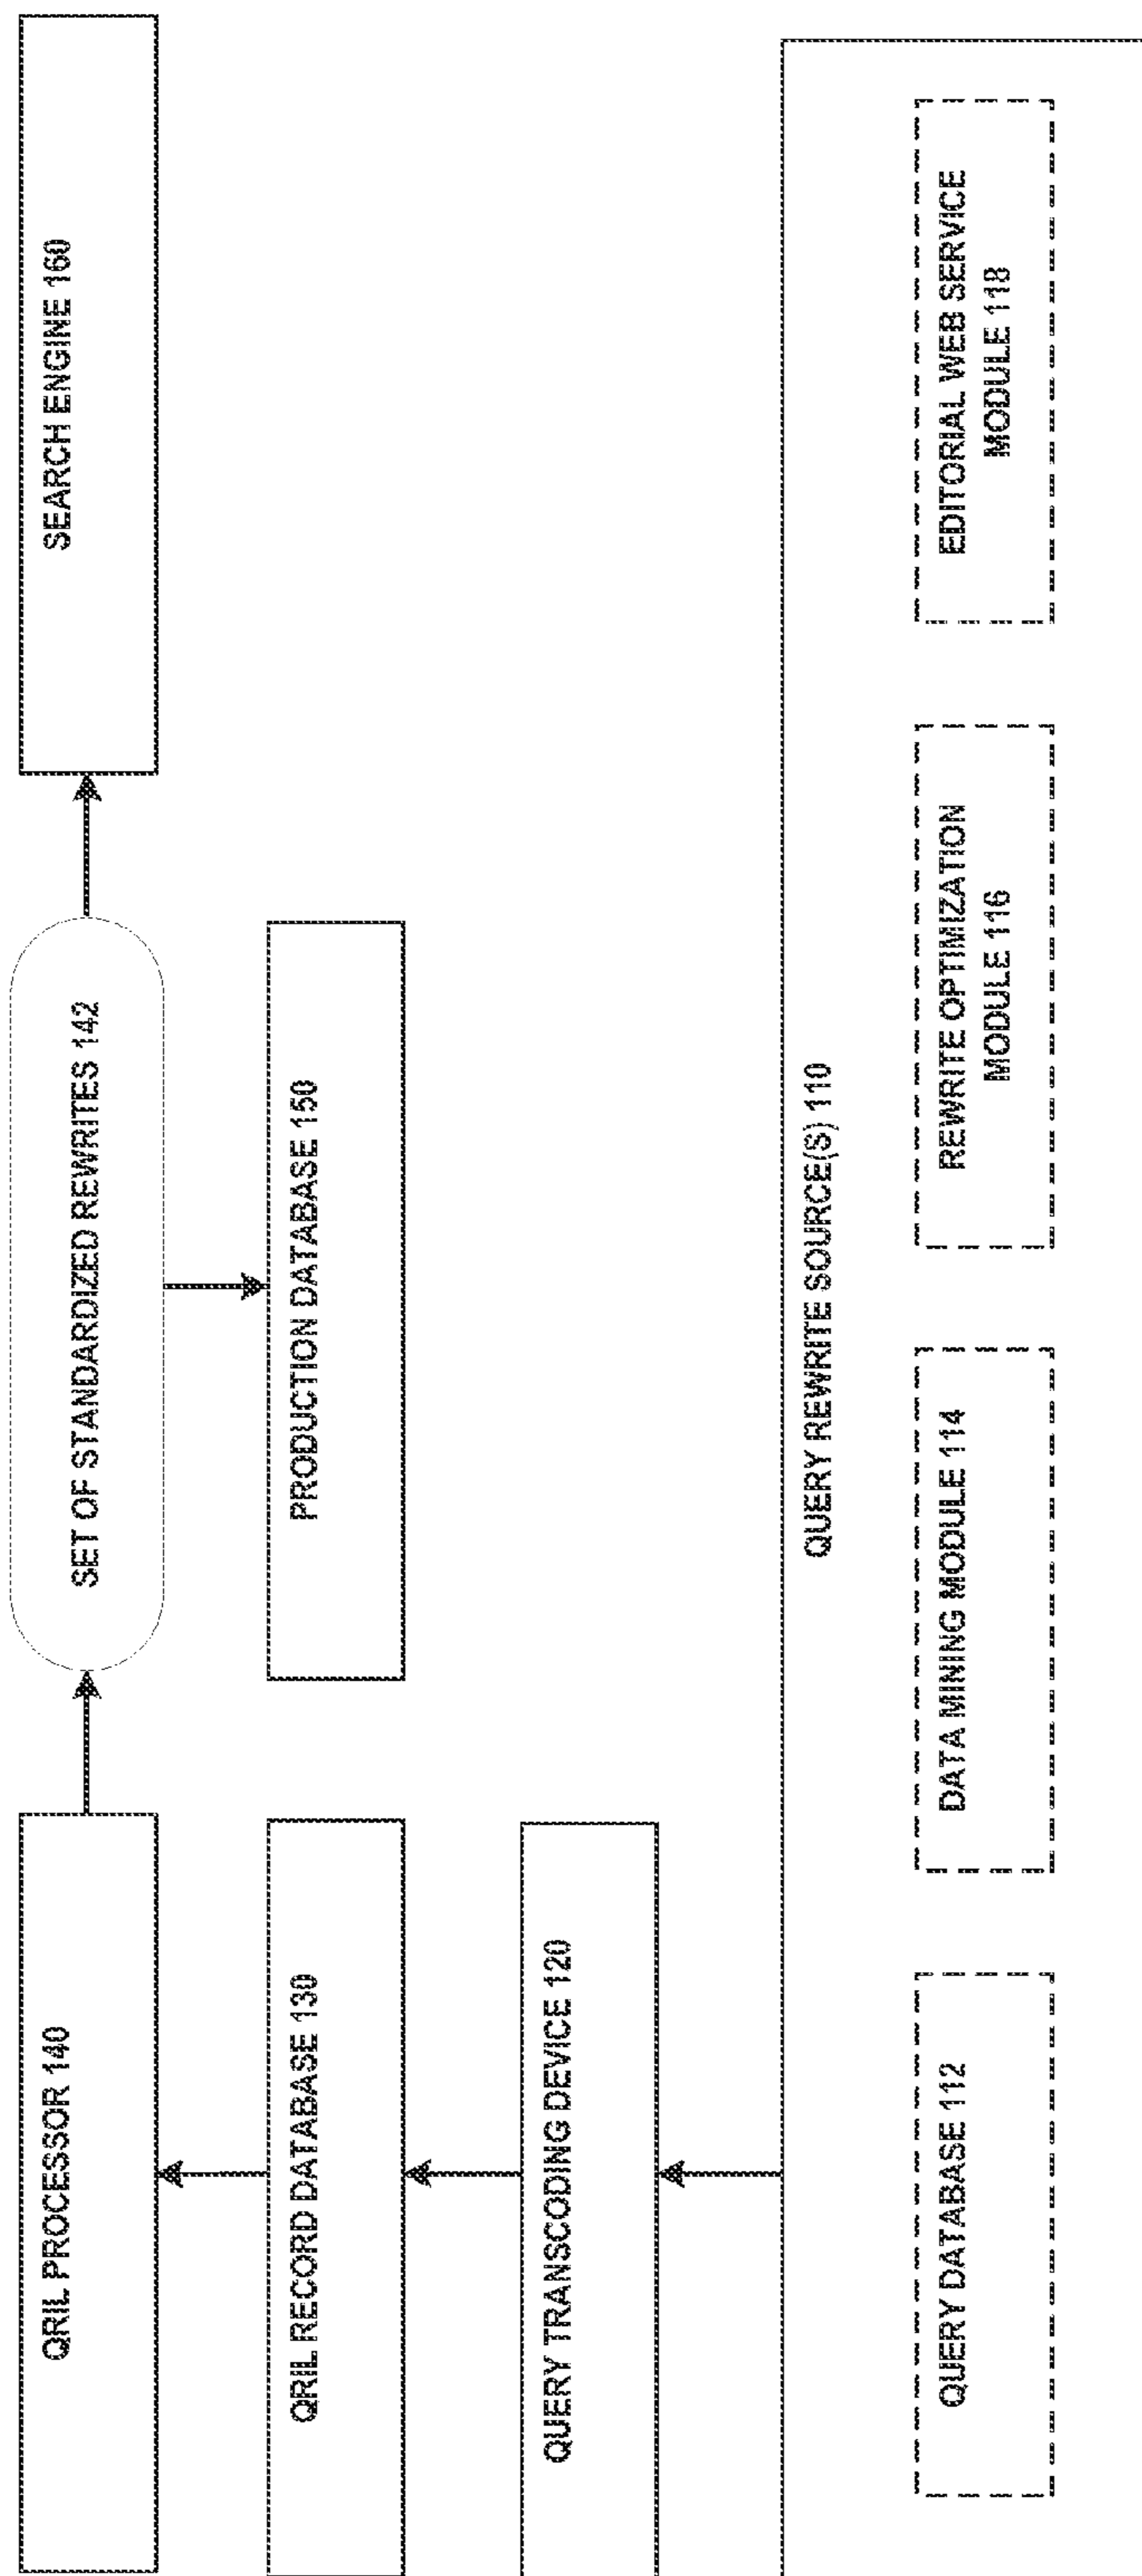 QRIL PROCESSOR 140
SET OF STANDARDIZED REWRITES 142
SEARCH ENGINE 160
QRIL RECORD DATABASE 130
PRODUCTION DATABASE 150
QUERY TRANSCODING DEVICE 120
QUERY REWRITE SOURCE(S) 110
QUERY DATABASE 112
DATA MINING MODULE 114
REWRITE OPTIMIZATION
MODULE 116
EDITORIAL WEB SERVICE
MODULE 118